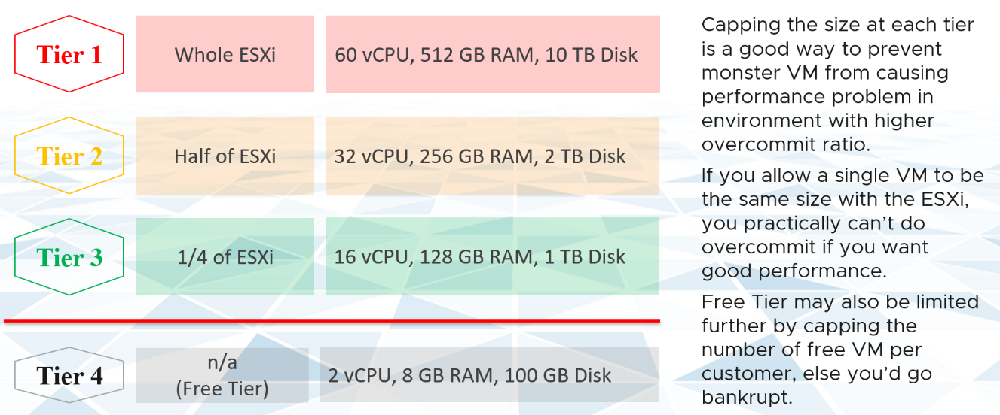 Tier 1
Whole ESXi
60 vCPU, 512 GB RAM, 10 TB Disk
Tier 2
Half of ESXi
32 vCPU, 256 GB RAM, 2 TB Disk
Tier 3
1/4 of ESXi
16 vCPU, 128 GB RAM, 1 TB Disk
Tier 4
n/a
(Free Tier)
2 vCPU, 8 GB RAM, 100 GB Disk
Capping the size at each tier
is a good way to prevent
monster VM from causing
performance problem in
environment with higher
overcommit ratio.
If you allow a single VM to be
the same size with the ESXi,
you practically can’t do
overcommit if you want
good performance.
Free Tier may also be limited
further by capping the
number of free VM per
customer, else you’d go
bankrupt.